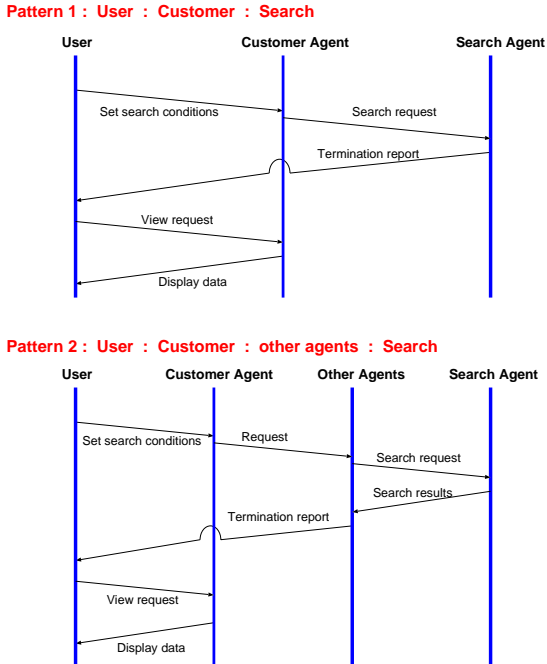 Pattern 1 : User : Customer : Search
User Customer Agent Search Agent
Set search conditions Search request
Termination report
View request
Display data
Pattern 2 : User : Customer : other agents : Search
User Customer Agent Other Agents Search Agent
Set search conditions Request
Search request
Search results
Termination report
View request
Display data